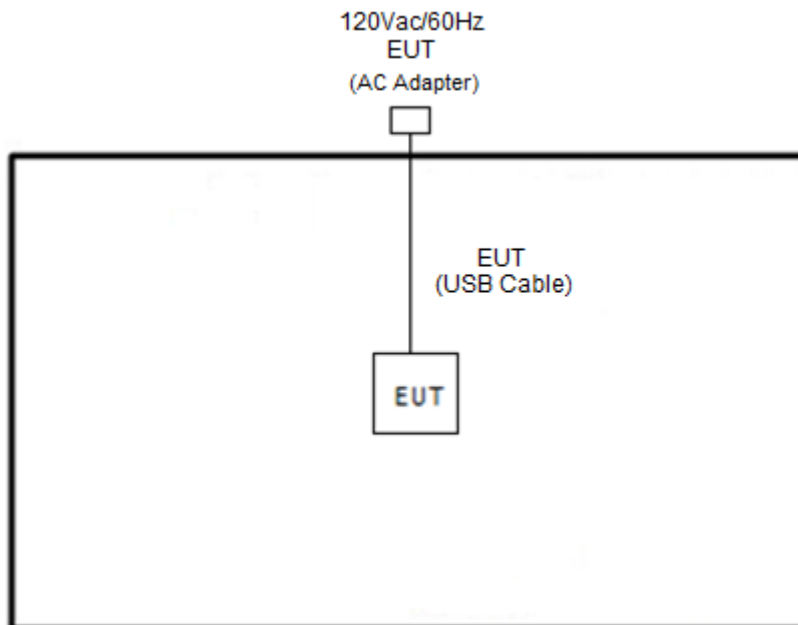 120Vac/60Hz
EUT
(AC Adapter)
EUT
(USB Cable)
EUT